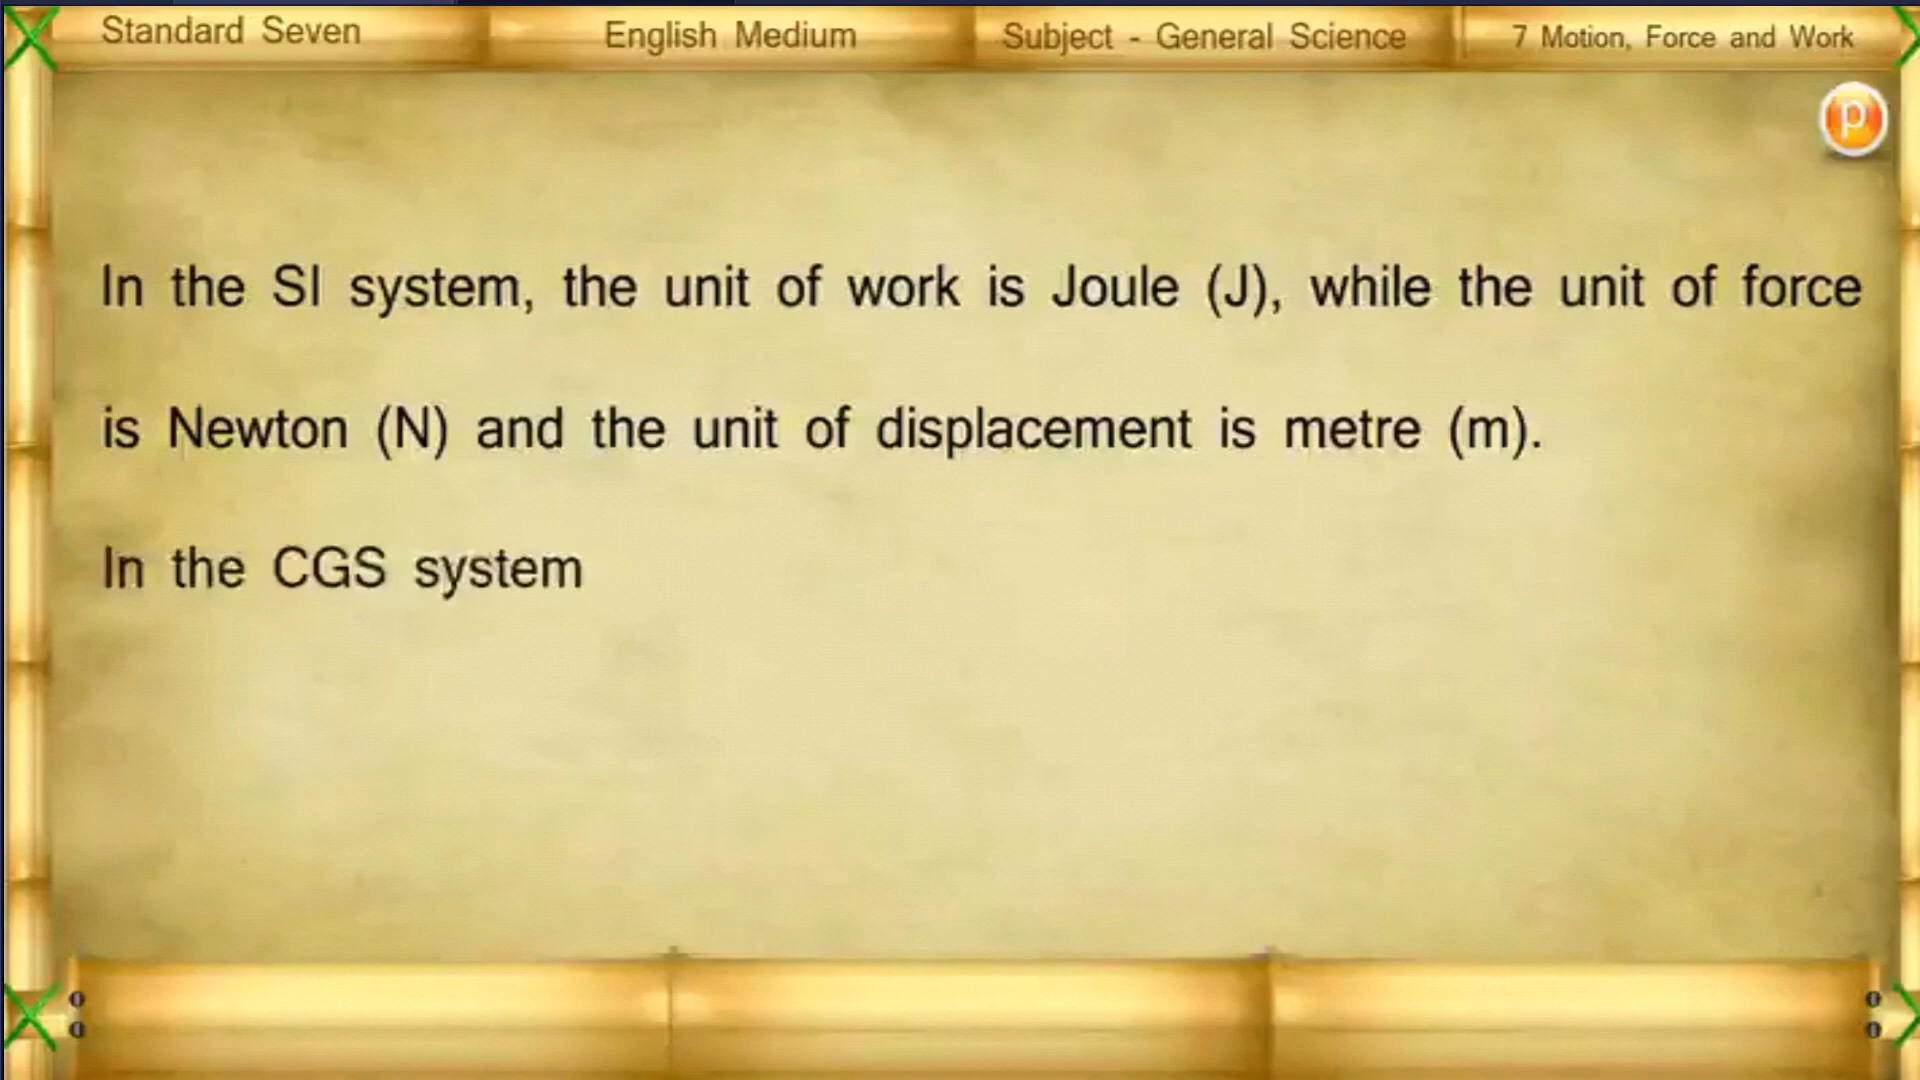 Standard Seven
English Medium
Subject - General Science
7 Motion, Force and Work
p
In the SI system, the unit of work is Joule (J), while the unit of force
is Newton (N) and the unit of displacement is metre (m).
In the CGS system